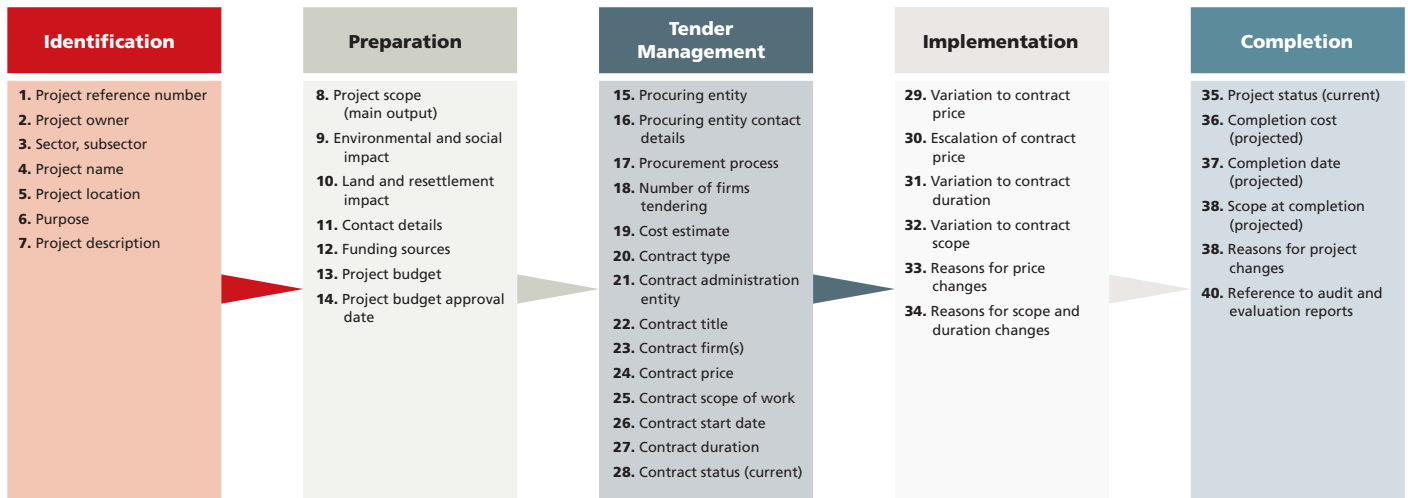 Identification
1. Project reference number
2. Project owner
3. Sector, subsector
4. Project name
5. Project location
6. Purpose
7. Project description
Preparation
8. Project scope
(main output)
9. Environmental and social
impact
10. Land and resettlement
impact
11. Contact details
12. Funding sources
13. Project budget
14. Project budget approval
date
Tender
Management
15. Procuring entity
16. Procuring entity contact
details
17. Procurement process
18. Number of firms
tendering
19. Cost estimate
20. Contract type
21. Contract administration
entity
22. Contract title
23. Contract firm(s)
24. Contract price
25. Contract scope of work
26. Contract start date
27. Contract duration
28. Contract status (current)
Implementation
29. Variation to contract
price
30. Escalation of contract
price
31. Variation to contract
duration
32. Variation to contract
scope
33. Reasons for price
changes
34. Reasons for scope and
duration changes
Completion
35. Project status (current)
36. Completion cost
(projected)
37. Completion date
(projected)
38. Scope at completion
(projected)
38. Reasons for project
changes
40. Reference to audit and
evaluation reports